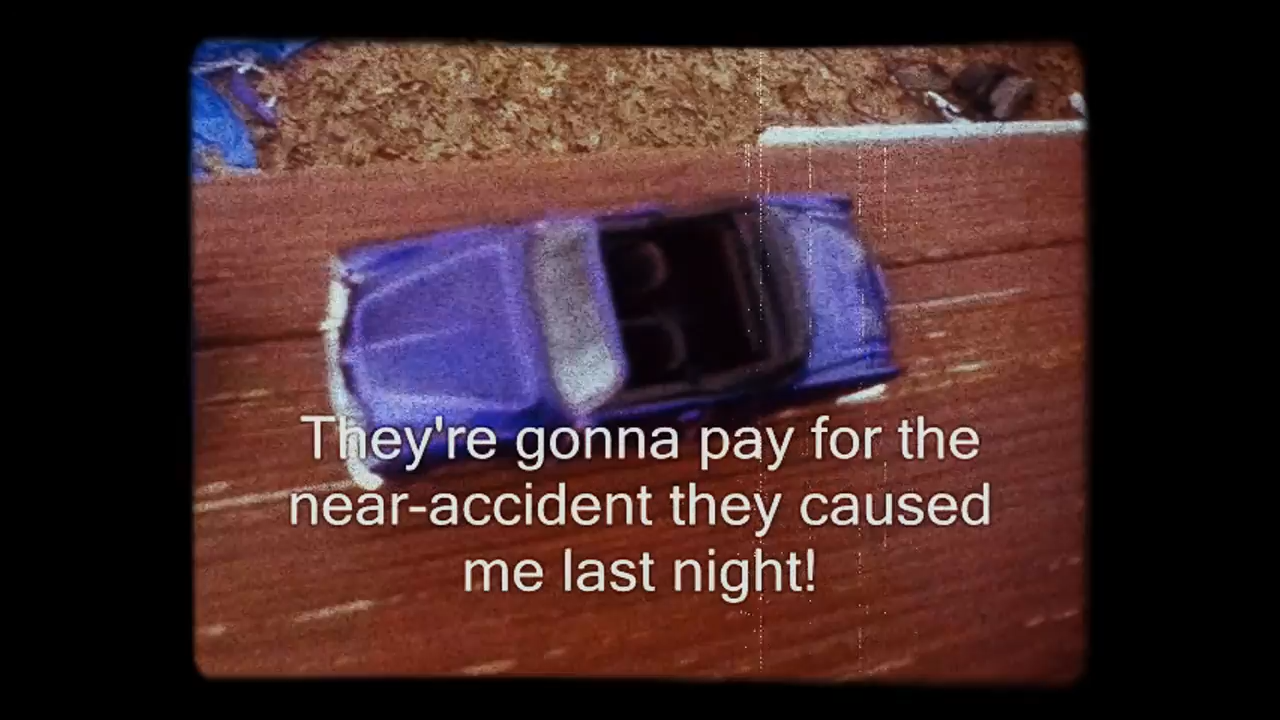 They're gonna pay for the
near-accident they caused
me last night!